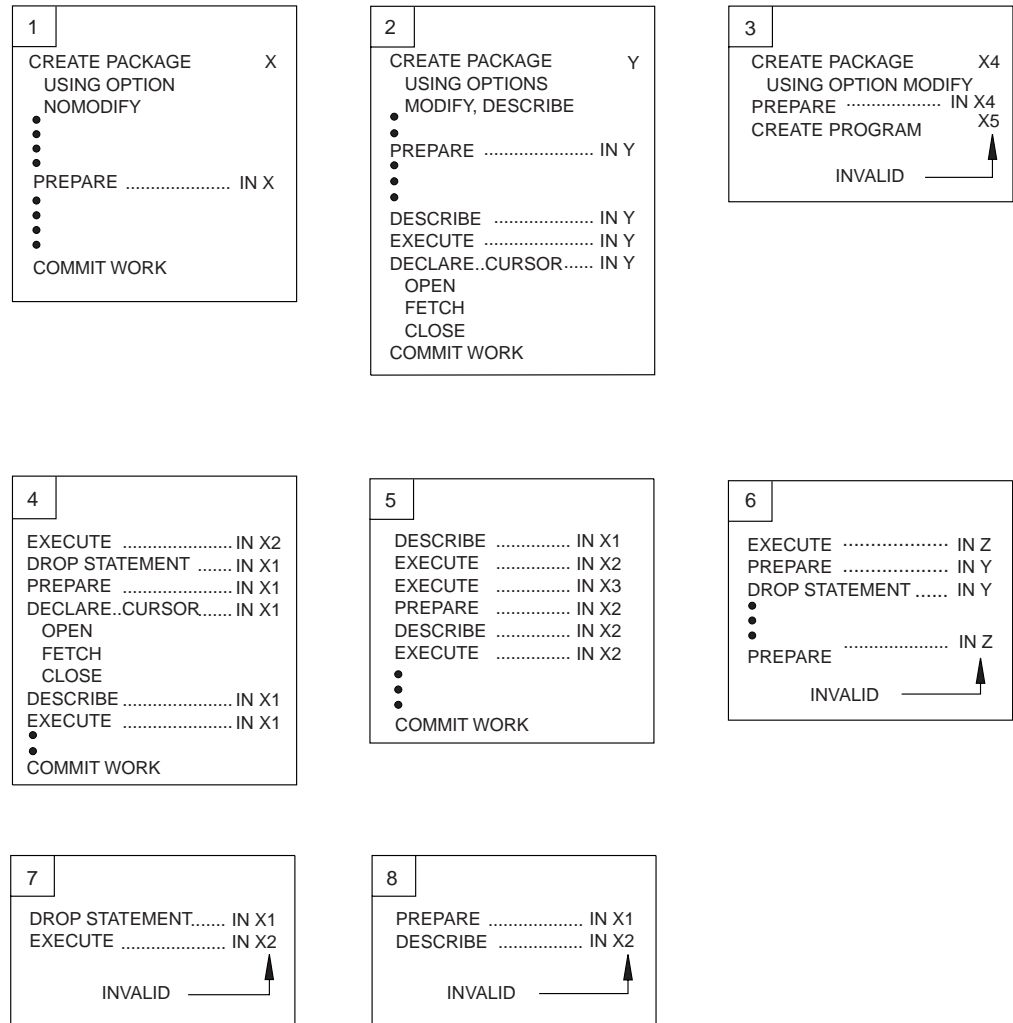 1
CREATE PACKAGE X
USING OPTION
NOMODIFY
PREPARE ..................... IN X
COMMIT WORK
2
CREATE PACKAGE Y
USING OPTIONS
MODIFY, DESCRIBE
PREPARE ...................... IN Y
DESCRIBE .................... IN Y
EXECUTE ...................... IN Y
DECLARE..CURSOR...... IN Y
OPEN
FETCH
CLOSE
COMMIT WORK
3
CREATE PACKAGE X4
USING OPTION MODIFY
PREPARE ................... IN X4
CREATE PROGRAM X5
INVALID
4
EXECUTE ...................... IN X2
DROP STATEMENT ....... IN X1
PREPARE ...................... IN X1
DECLARE..CURSOR....... IN X1
OPEN
FETCH
CLOSE
DESCRIBE ...................... IN X1
EXECUTE ...................... IN X1
COMMIT WORK
5
DESCRIBE ............... IN X1
EXECUTE ............... IN X2
EXECUTE ............... IN X3
PREPARE ............... IN X2
DESCRIBE ............... IN X2
EXECUTE ............... IN X2
COMMIT WORK
6
EXECUTE ..................... IN Z
PREPARE ..................... IN Y
DROP STATEMENT ...... IN Y
PREPARE ..................... IN Z
INVALID
7
DROP STATEMENT....... IN X1
EXECUTE ..................... IN X2
INVALID
8
PREPARE ................... IN X1
DESCRIBE ................. IN X2
INVALID